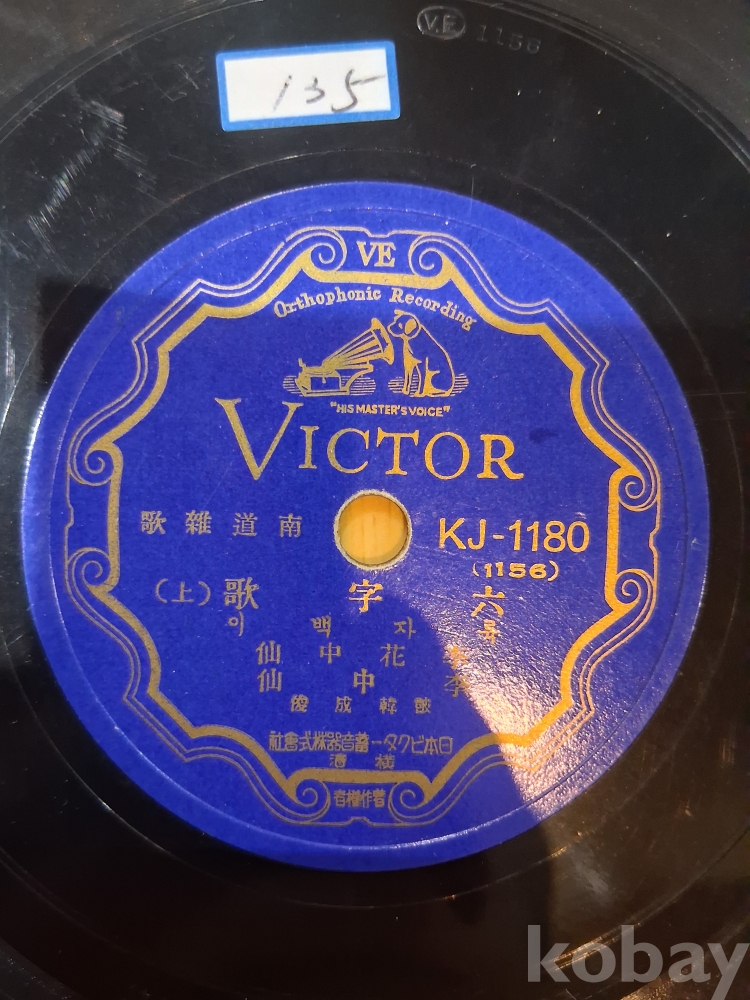 V.E 1156
135
VE
Orthophonic Recording
"HIS MASTER'S VOICE"
VICTOR
南道雜歌
KJ-1180
(1156)
六字歌(上)
륙자백이
李花中仙
李中仙
鼓韓成俊
日本ビクター蓄音器株式會社
橫濱
著作權者
kobay